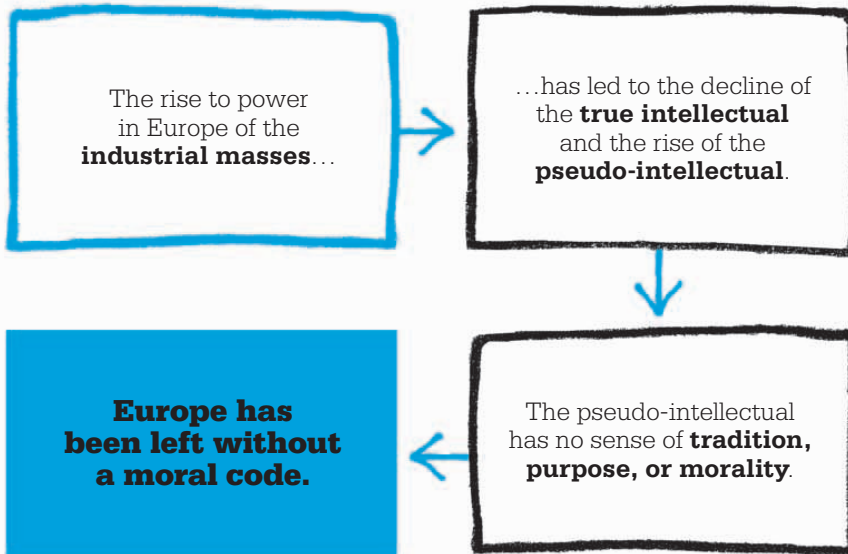 The rise to power
in Europe of the
industrial masses…
…has led to the decline of
the true intellectual
and the rise of the
pseudo-intellectual.
The pseudo-intellectual
has no sense of tradition,
purpose, or morality.
Europe has
been left without
a moral code.